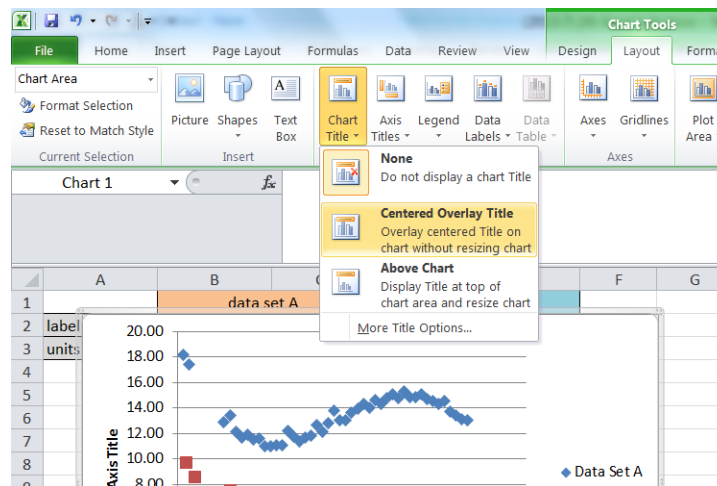 Chart Tools
File Home Insert Page Layout Formulas Data Review View Design Layout Form
Chart Area
Format Selection
Reset to Match Style
Current Selection
Picture Shapes Text Box
Insert
Chart Title Axis Titles Legend Data Labels Data Table
Axes Gridlines
Axes
Plot Area
None
Do not display a chart Title
Centered Overlay Title
Overlay centered Title on
chart without resizing chart
Above Chart
Display Title at top of
chart area and resize chart
More Title Options...
Chart 1 fx
A B F G
1 data set A
2 label
3 units
4
5
6
7
8
20.00
18.00
16.00
14.00
12.00
10.00
8.00
Axis Title
Data Set A